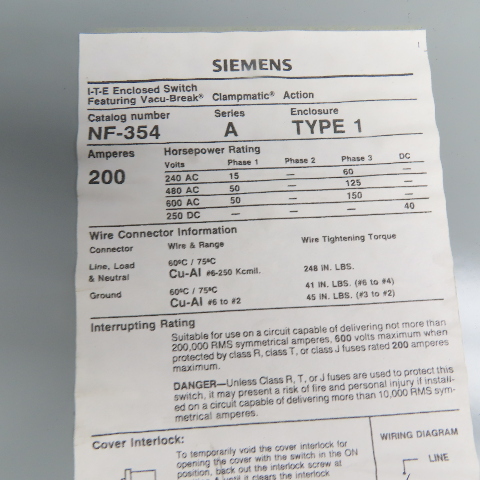 SIEMENS
I-T-E Enclosed Switch
Featuring Vacu-Break® Clampmatic® Action
Catalog number Series Enclosure
NF-354 A TYPE 1
Amperes Horsepower Rating
Volts Phase 1 Phase 2 Phase 3 DC
200 240 AC 15 — 60 —
480 AC 50 — 125 —
600 AC 50 — 150 —
250 DC — — — 40
Wire Connector Information
Connector Wire & Range Wire Tightening Torque
Line, Load 60ºC / 75ºC
& Neutral Cu-Al #6-250 Kcmil. 248 IN. LBS.
Ground 60ºC / 75ºC 41 IN. LBS. (#6 to #4)
Cu-Al #6 to #2 45 IN. LBS. (#3 to #2)
Interrupting Rating
Suitable for use on a circuit capable of delivering not more than
200,000 RMS symmetrical amperes, 600 volts maximum when
protected by class R, class T, or class J fuses rated 200 amperes
maximum.
DANGER—Unless Class R, T, or J fuses are used to protect this
switch, it may present a risk of fire and personal injury if install-
ed on a circuit capable of delivering more than 10,000 RMS sym-
metrical amperes.
Cover Interlock:
To temporarily void the cover interlock for
opening the cover with the switch in the ON
position, back out the interlock screw at
until it clears the interlock
WIRING DIAGRAM
LINE